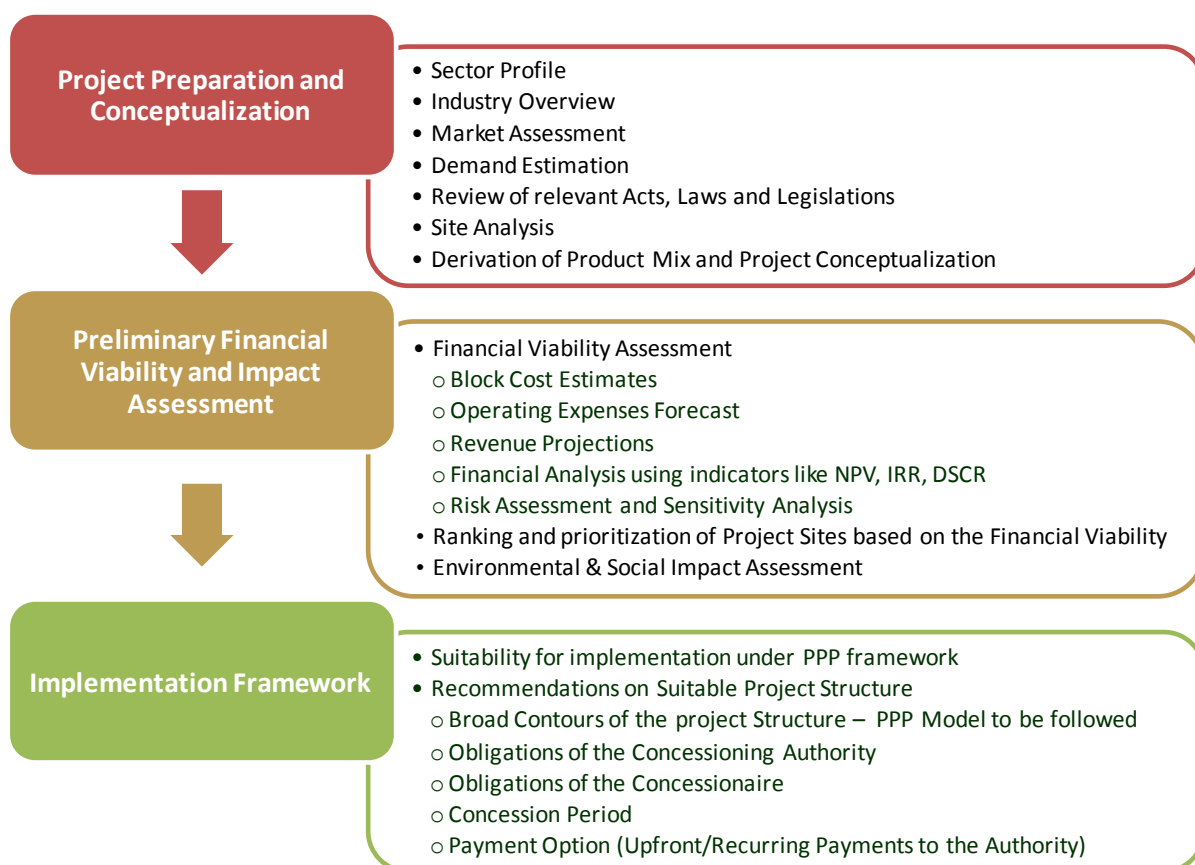 Project Preparation and
Conceptualization
• Sector Profile
• Industry Overview
• Market Assessment
• Demand Estimation
• Review of relevant Acts, Laws and Legislations
• Site Analysis
• Derivation of Product Mix and Project Conceptualization
Preliminary Financial
Viability and Impact
Assessment
• Financial Viability Assessment
o Block Cost Estimates
o Operating Expenses Forecast
o Revenue Projections
o Financial Analysis using indicators like NPV, IRR, DSCR
o Risk Assessment and Sensitivity Analysis
• Ranking and prioritization of Project Sites based on the Financial Viability
• Environmental & Social Impact Assessment
Implementation Framework
• Suitability for implementation under PPP framework
• Recommendations on Suitable Project Structure
o Broad Contours of the project Structure – PPP Model to be followed
o Obligations of the Concessioning Authority
o Obligations of the Concessionaire
o Concession Period
o Payment Option (Upfront/Recurring Payments to the Authority)